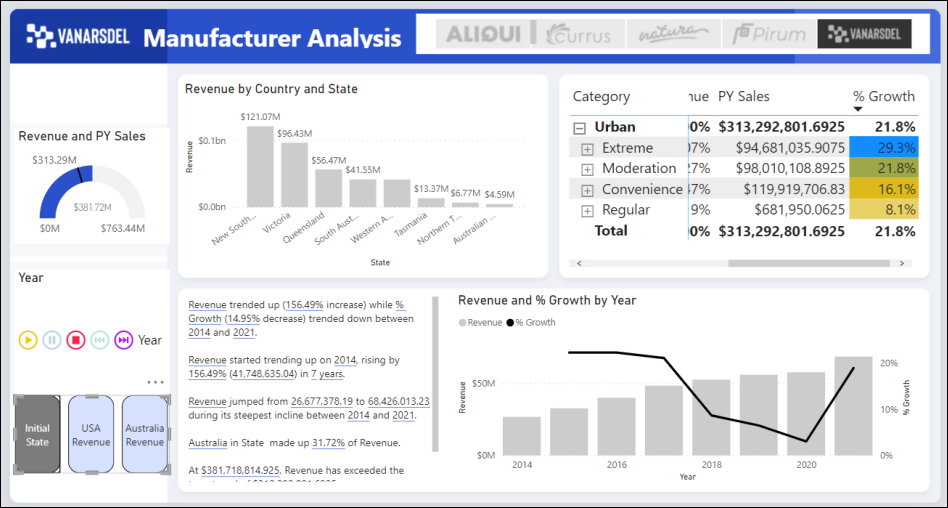 VANARSDEL Manufacturer Analysis
ALIQUI Currus natura Pirum VANARSDEL
Revenue and PY Sales
$313.29M
$381.72M
$0M $763.44M
Year
Year
Initial State
USA Revenue
Australia Revenue
Revenue by Country and State
Revenue
$0.1bn
$0.0bn
$121.07M
$96.43M
$56.47M
$41.55M
$13.37M
$6.77M
$4.59M
New South...
Victoria
Queensland
South Aust...
Western A...
Tasmania
Northern T...
Australian ...
State
Category nue PY Sales % Growth
Urban 0% $313,292,801.6925 21.8%
Extreme 07% $94,681,035.9075 29.3%
Moderation 27% $98,010,108.8925 21.8%
Convenience 47% $119,919,706.83 16.1%
Regular 9% $681,950.0625 8.1%
Total 00% $313,292,801.6925 21.8%
Revenue trended up (156.49% increase) while %
Growth (14.95% decrease) trended down between
2014 and 2021.
Revenue started trending up on 2014, rising by
156.49% (41,748,635.04) in 7 years.
Revenue jumped from 26,677,378.19 to 68,426,013.23
during its steepest incline between 2014 and 2021.
Australia in State made up 31.72% of Revenue.
At $381,718,814.925, Revenue has exceeded the
Revenue and % Growth by Year
Revenue % Growth
Revenue
$50M
$0M
2014 2016 2018 2020
Year
20%
10%
0%
% Growth